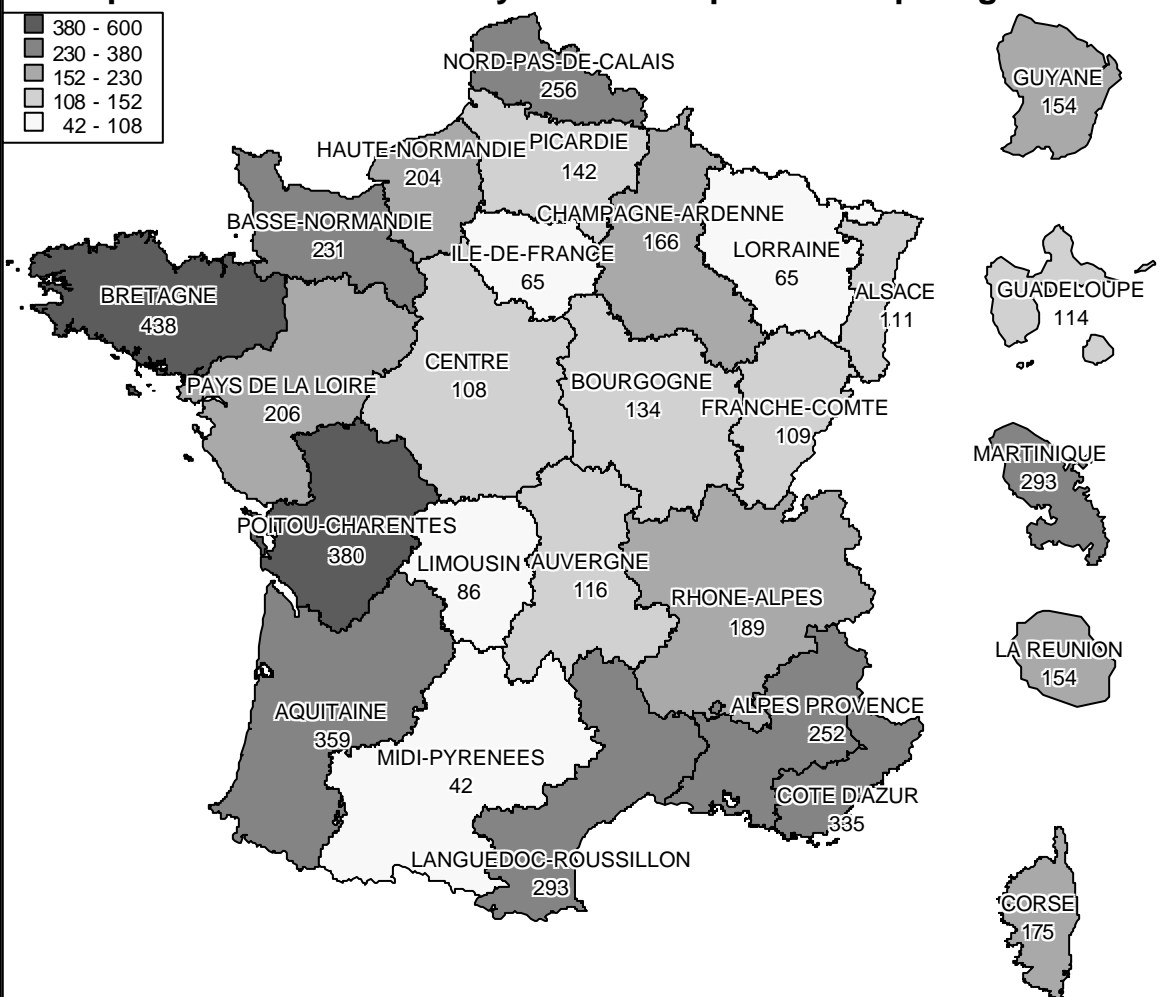 380 - 600
230 - 380
152 - 230
108 - 152
42 - 108
NORD-PAS-DE-CALAIS
256
GUYANE
154
HAUTE-NORMANDIE
204
PICARDIE
142
BASSE-NORMANDIE
231
CHAMPAGNE-ARDENNE
166
ILE-DE-FRANCE
65
LORRAINE
65
ALSACE
111
GUADELOUPE
114
BRETAGNE
438
PAYS DE LA LOIRE
206
CENTRE
108
BOURGOGNE
134
FRANCHE-COMTE
109
MARTINIQUE
293
POITOU-CHARENTES
380
LIMOUSIN
86
AUVERGNE
116
RHONE-ALPES
189
LA REUNION
154
AQUITAINE
359
ALPES PROVENCE
252
MIDI-PYRENEES
42
COTE D'AZUR
335
LANGUEDOC-ROUSSILLON
293
CORSE
175